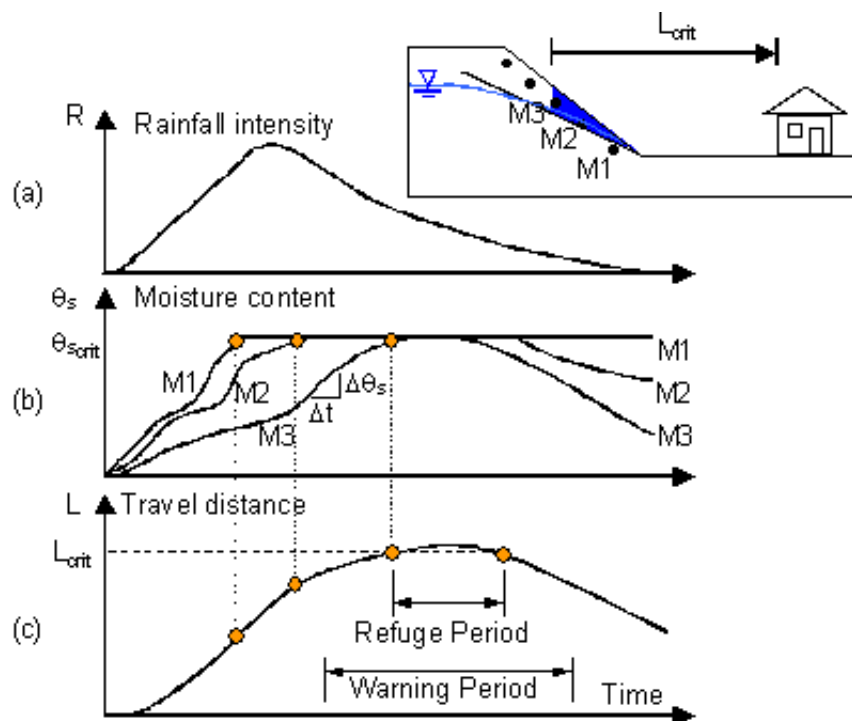 L_crit
M3
M2
M1
R
Rainfall intensity
(a)
θs Moisture content
θs_crit
M1
M2
M3
Δθs
Δt
M1
M2
M3
(b)
L Travel distance
L_crit
(c)
Refuge Period
Warning Period
Time